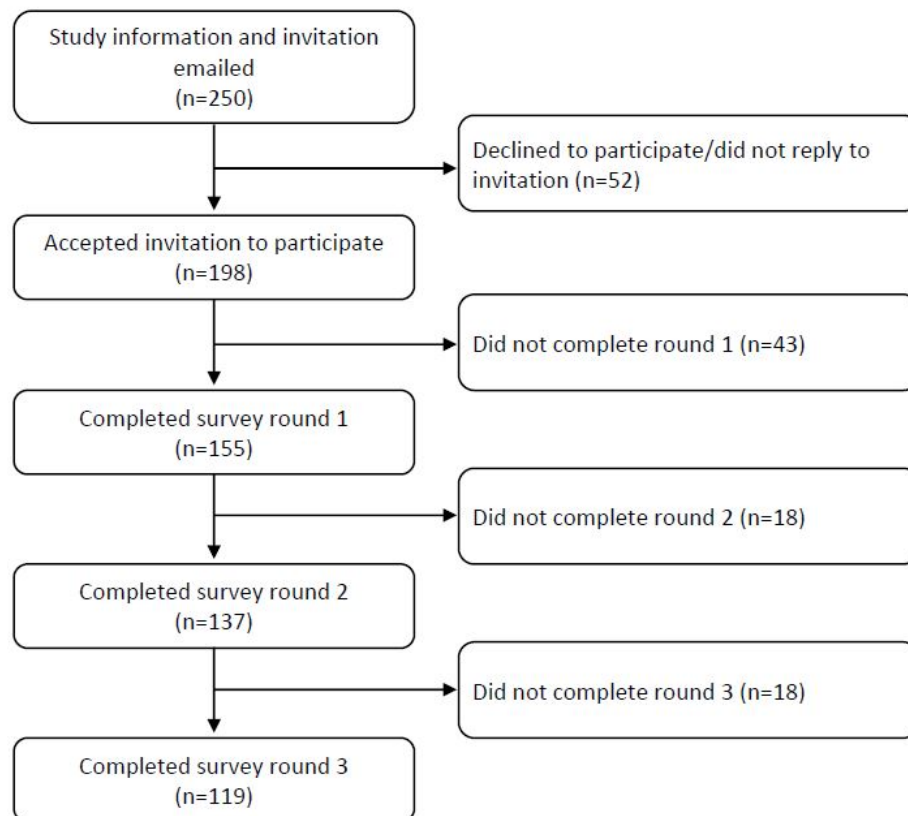 Study information and invitation
emailed
(n=250)
Declined to participate/did not reply to
invitation (n=52)
Accepted invitation to participate
(n=198)
Did not complete round 1 (n=43)
Completed survey round 1
(n=155)
Did not complete round 2 (n=18)
Completed survey round 2
(n=137)
Did not complete round 3 (n=18)
Completed survey round 3
(n=119)